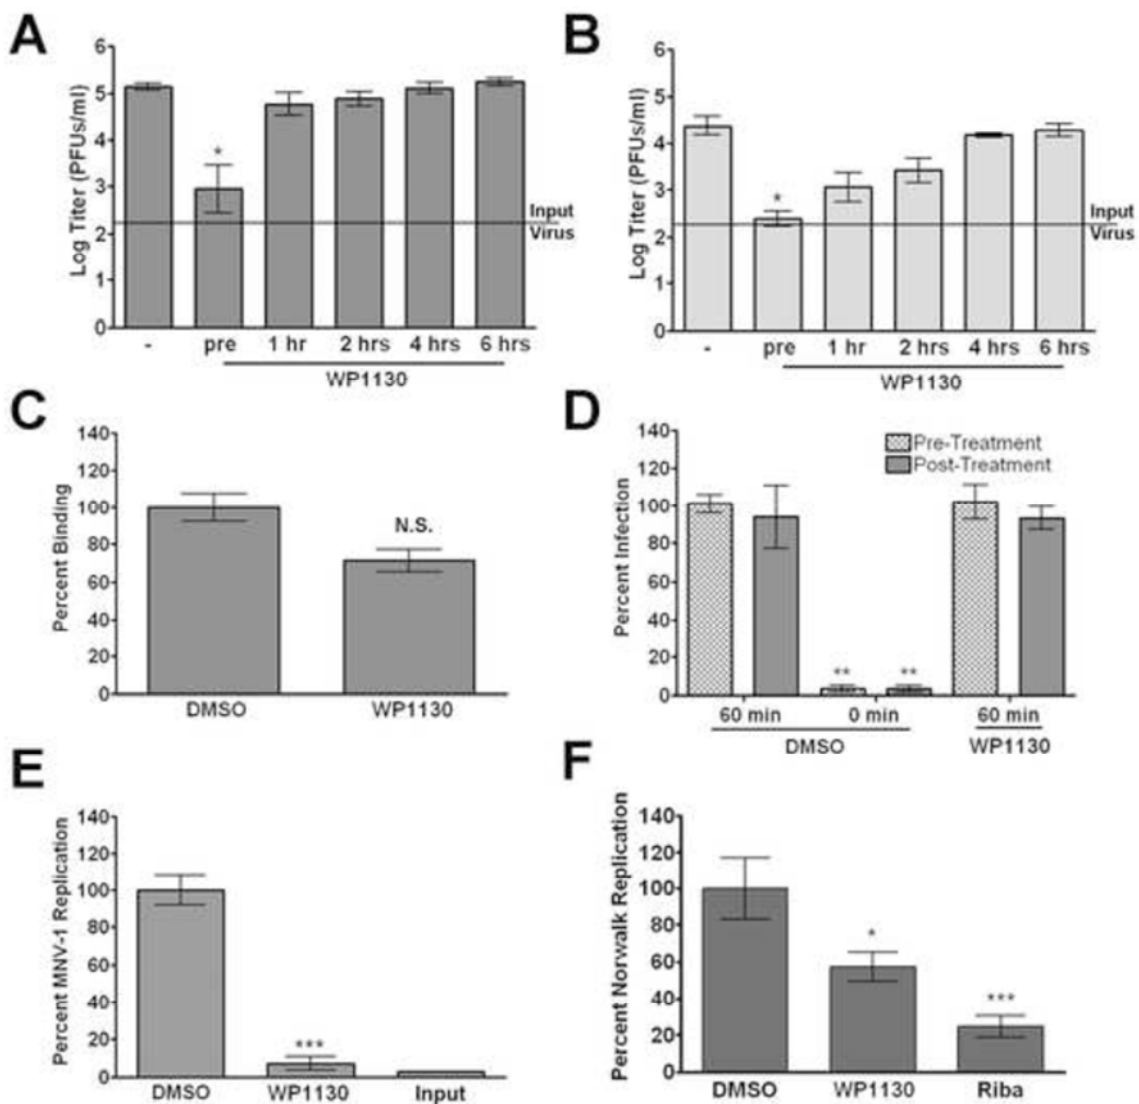 A
Log Titer (PFUs/ml)
6
5
4
3
2
1
0
*
Input
Virus
- pre 1 hr 2 hrs 4 hrs 6 hrs
WP1130
B
Log Titer (PFUs/ml)
6
5
4
3
2
1
0
*
Input
Virus
- pre 1 hr 2 hrs 4 hrs 6 hrs
WP1130
C
Percent Binding
140
120
100
80
60
40
20
0
N.S.
DMSO WP1130
D
Percent Infection
140
120
100
80
60
40
20
0
Pre-Treatment
Post-Treatment
** **
60 min 0 min 60 min
DMSO WP1130
E
Percent MNV-1 Replication
140
120
100
80
60
40
20
0
***
DMSO WP1130 Input
F
Percent Norwalk Replication
140
120
100
80
60
40
20
0
*
***
DMSO WP1130 Riba